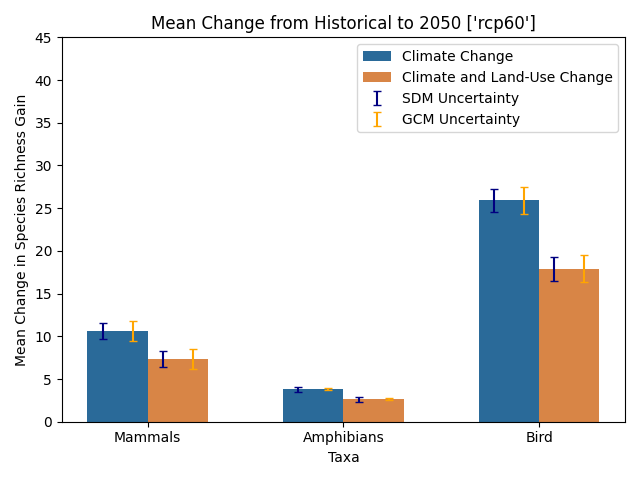 Mean Change from Historical to 2050 ['rcp60']
Climate Change
Climate and Land-Use Change
SDM Uncertainty
GCM Uncertainty
Mean Change in Species Richness Gain
45
40
35
30
25
20
15
10
5
0
Mammals
Amphibians
Bird
Taxa